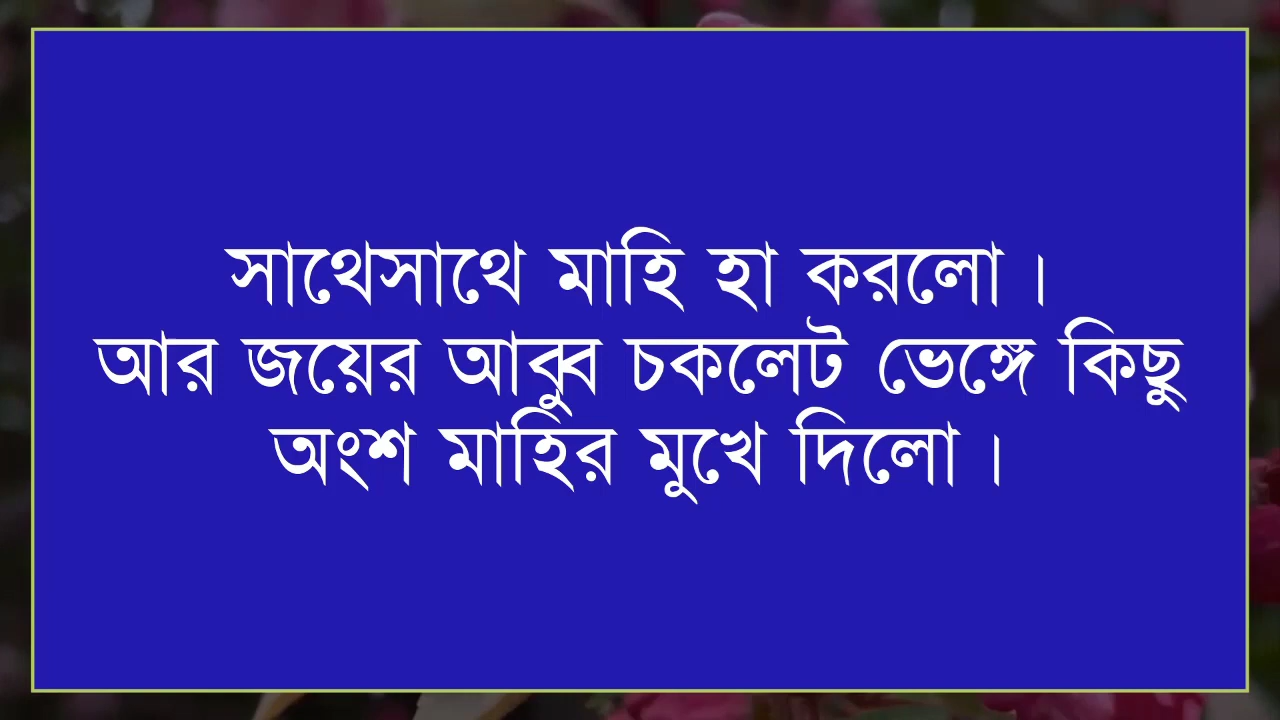 সাথেসাথে মাহি হা করলো।
আর জয়ের আব্বু চকলেট ভেঙ্গে কিছু
অংশ মাহির মুখে দিলো।